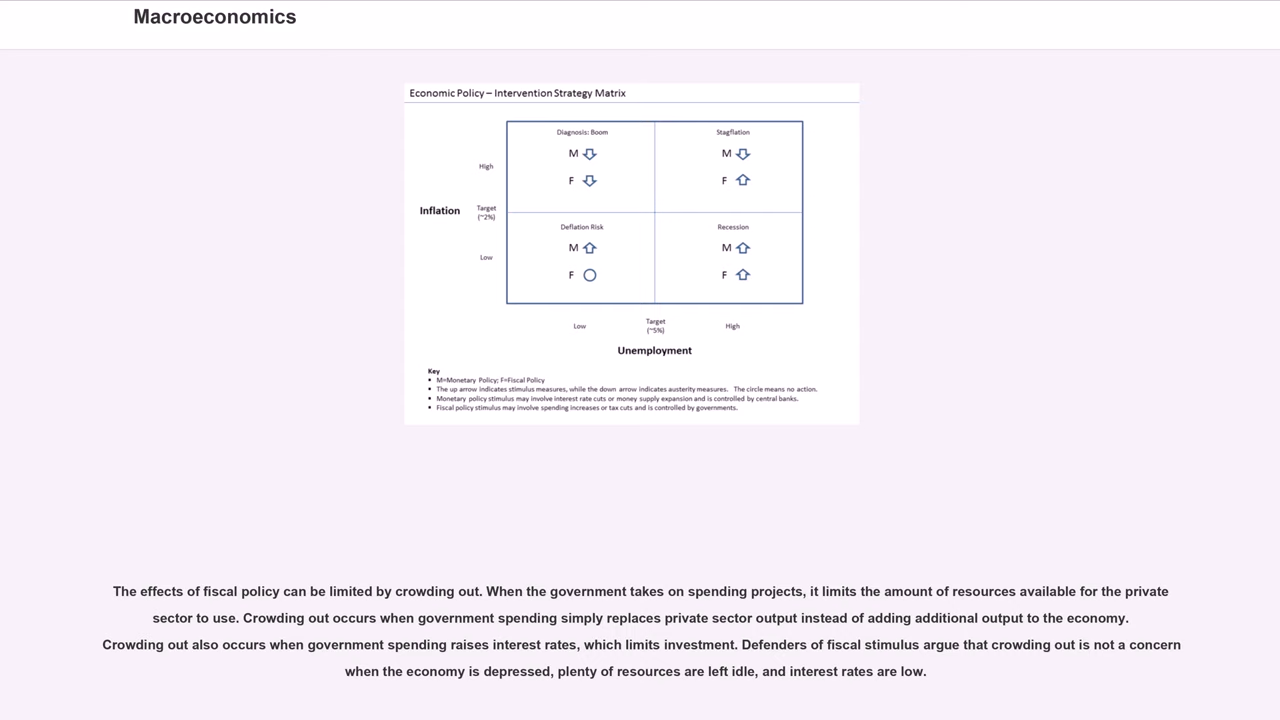 Macroeconomics
Economic Policy – Intervention Strategy Matrix
Diagnosis: Boom
Stagflation
M
M
High
F
F
Inflation
Target
(~2%)
Deflation Risk
Recession
M
M
Low
F
F
Low
Target
(~5%)
High
Unemployment
Key
• M=Monetary Policy; F=Fiscal Policy
• The up arrow indicates stimulus measures, while the down arrow indicates austerity measures. The circle means no action.
• Monetary policy stimulus may involve interest rate cuts or money supply expansion and is controlled by central banks.
• Fiscal policy stimulus may involve spending increases or tax cuts and is controlled by governments.
The effects of fiscal policy can be limited by crowding out. When the government takes on spending projects, it limits the amount of resources available for the private
sector to use. Crowding out occurs when government spending simply replaces private sector output instead of adding additional output to the economy.
Crowding out also occurs when government spending raises interest rates, which limits investment. Defenders of fiscal stimulus argue that crowding out is not a concern
when the economy is depressed, plenty of resources are left idle, and interest rates are low.